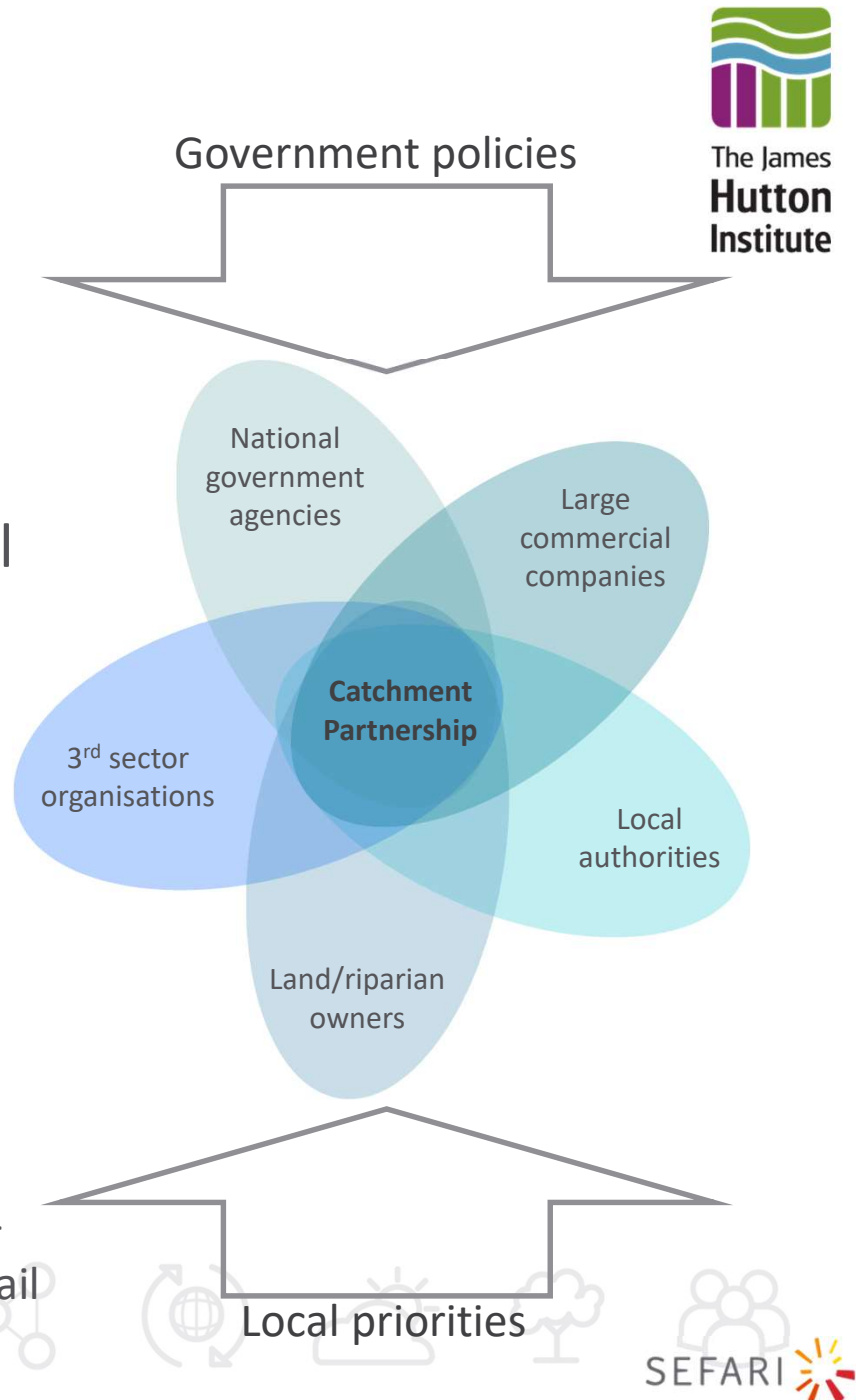 The James
Hutton
Institute
Government policies
National
government
agencies
Large
commercial
companies
Catchment
Partnership
3rd sector
organisations
Local
authorities
Land/riparian
owners
Local priorities
SEFARI